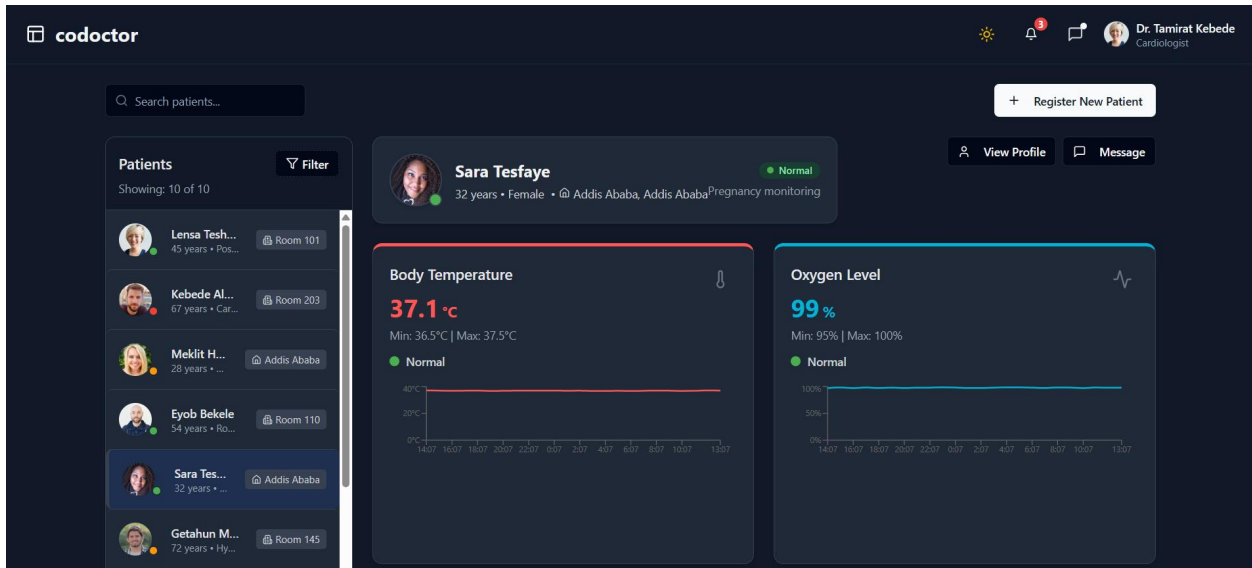 codoctor
3
Dr. Tamirat Kebede
Cardiologist
Search patients...
+ Register New Patient
Patients
Filter
Showing: 10 of 10
Lensa Tesh...
45 years • Pos...
Room 101
Kebede Al...
67 years • Car...
Room 203
Meklit H...
28 years • ...
Addis Ababa
Eyob Bekele
54 years • Ro...
Room 110
Sara Tes...
32 years • ...
Addis Ababa
Getahun M...
72 years • Hy...
Room 145
Sara Tesfaye
Normal
32 years • Female • Addis Ababa, Addis Ababa
Pregnancy monitoring
View Profile
Message
Body Temperature
37.1 °C
Min: 36.5°C | Max: 37.5°C
Normal
40°C
20°C
0°C
14:07 16:07 18:07 20:07 22:07 0:07 2:07 4:07 6:07 8:07 10:07 13:07
Oxygen Level
99 %
Min: 95% | Max: 100%
Normal
100%
50%
0%
14:07 16:07 18:07 20:07 22:07 0:07 2:07 4:07 6:07 8:07 10:07 13:07